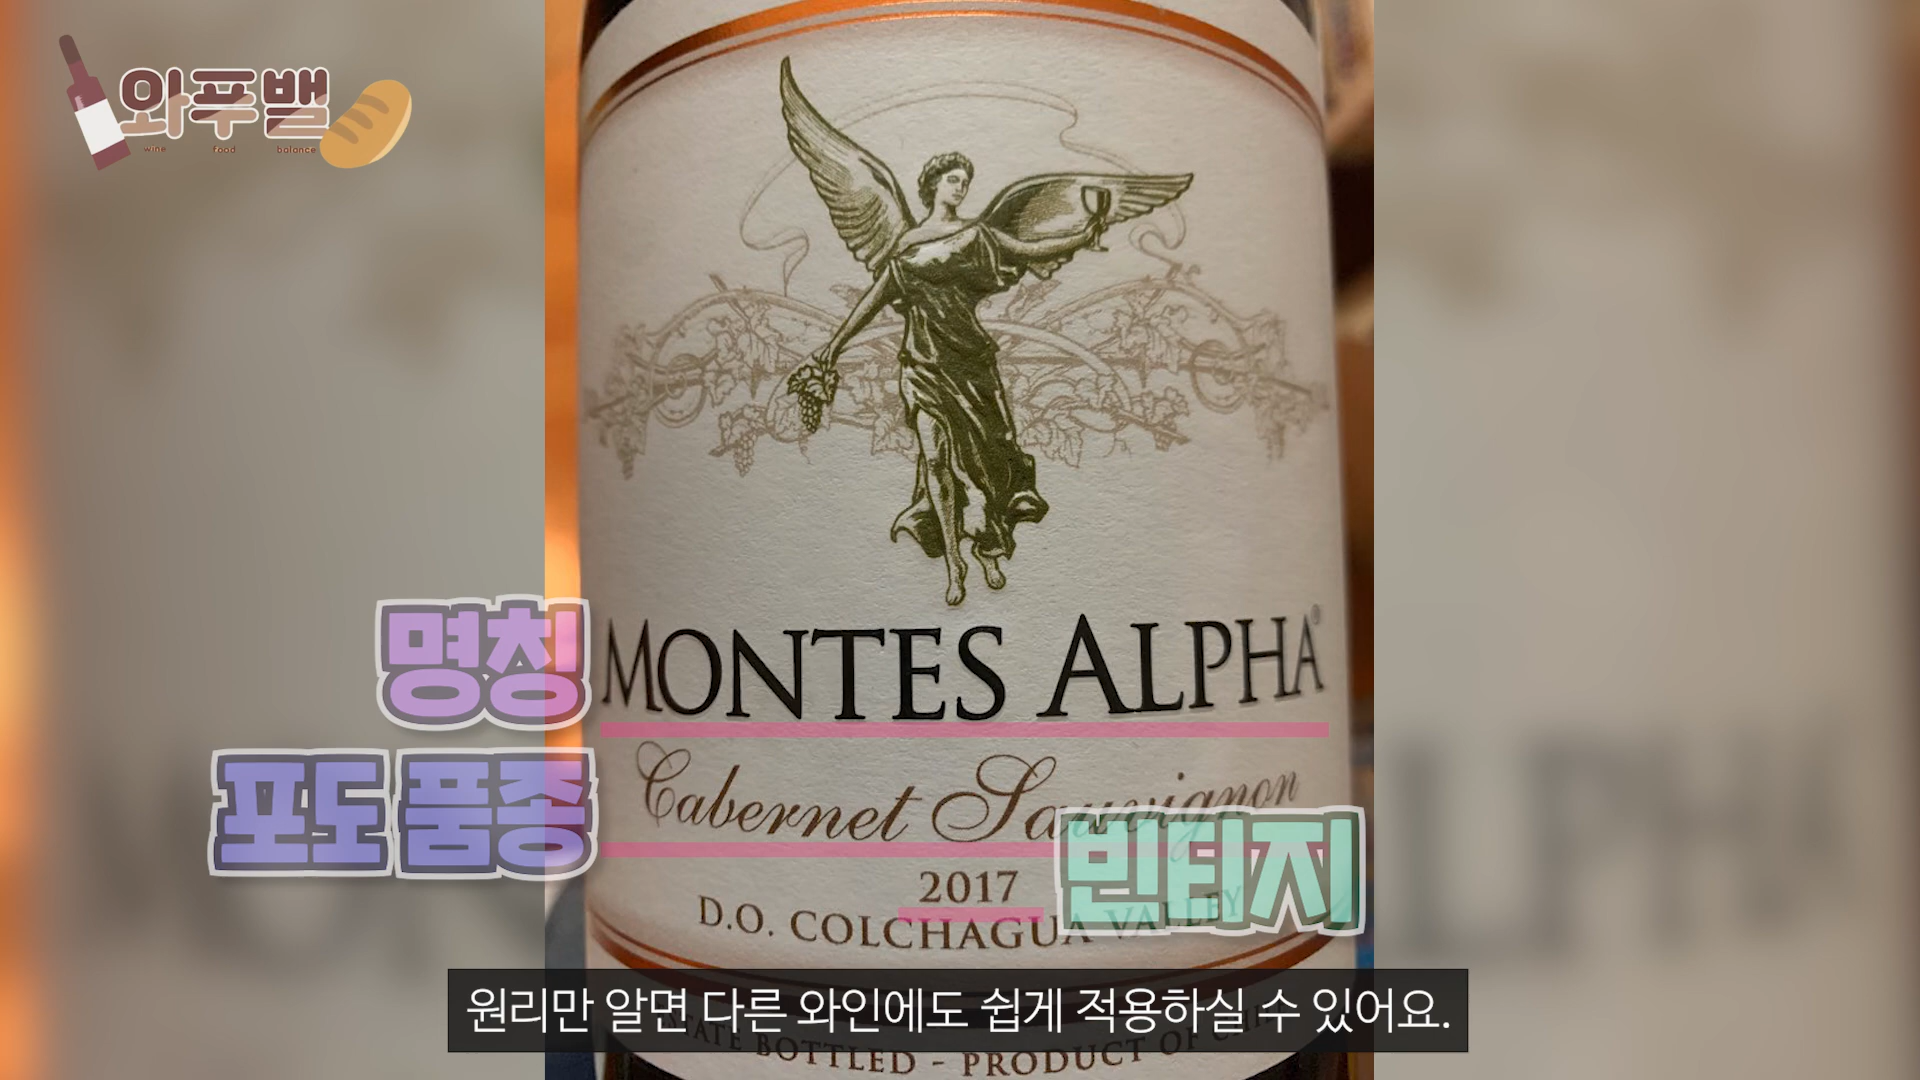 와푸밸
wine food balance
명칭
MONTES ALPHA®
포도 품종
Cabernet Sauvignon
2017
빈티지
D.O. COLCHAGUA VALLEY
원리만 알면 다른 와인에도 쉽게 적용하실 수 있어요.
BOTTLED - PRODUCT OF